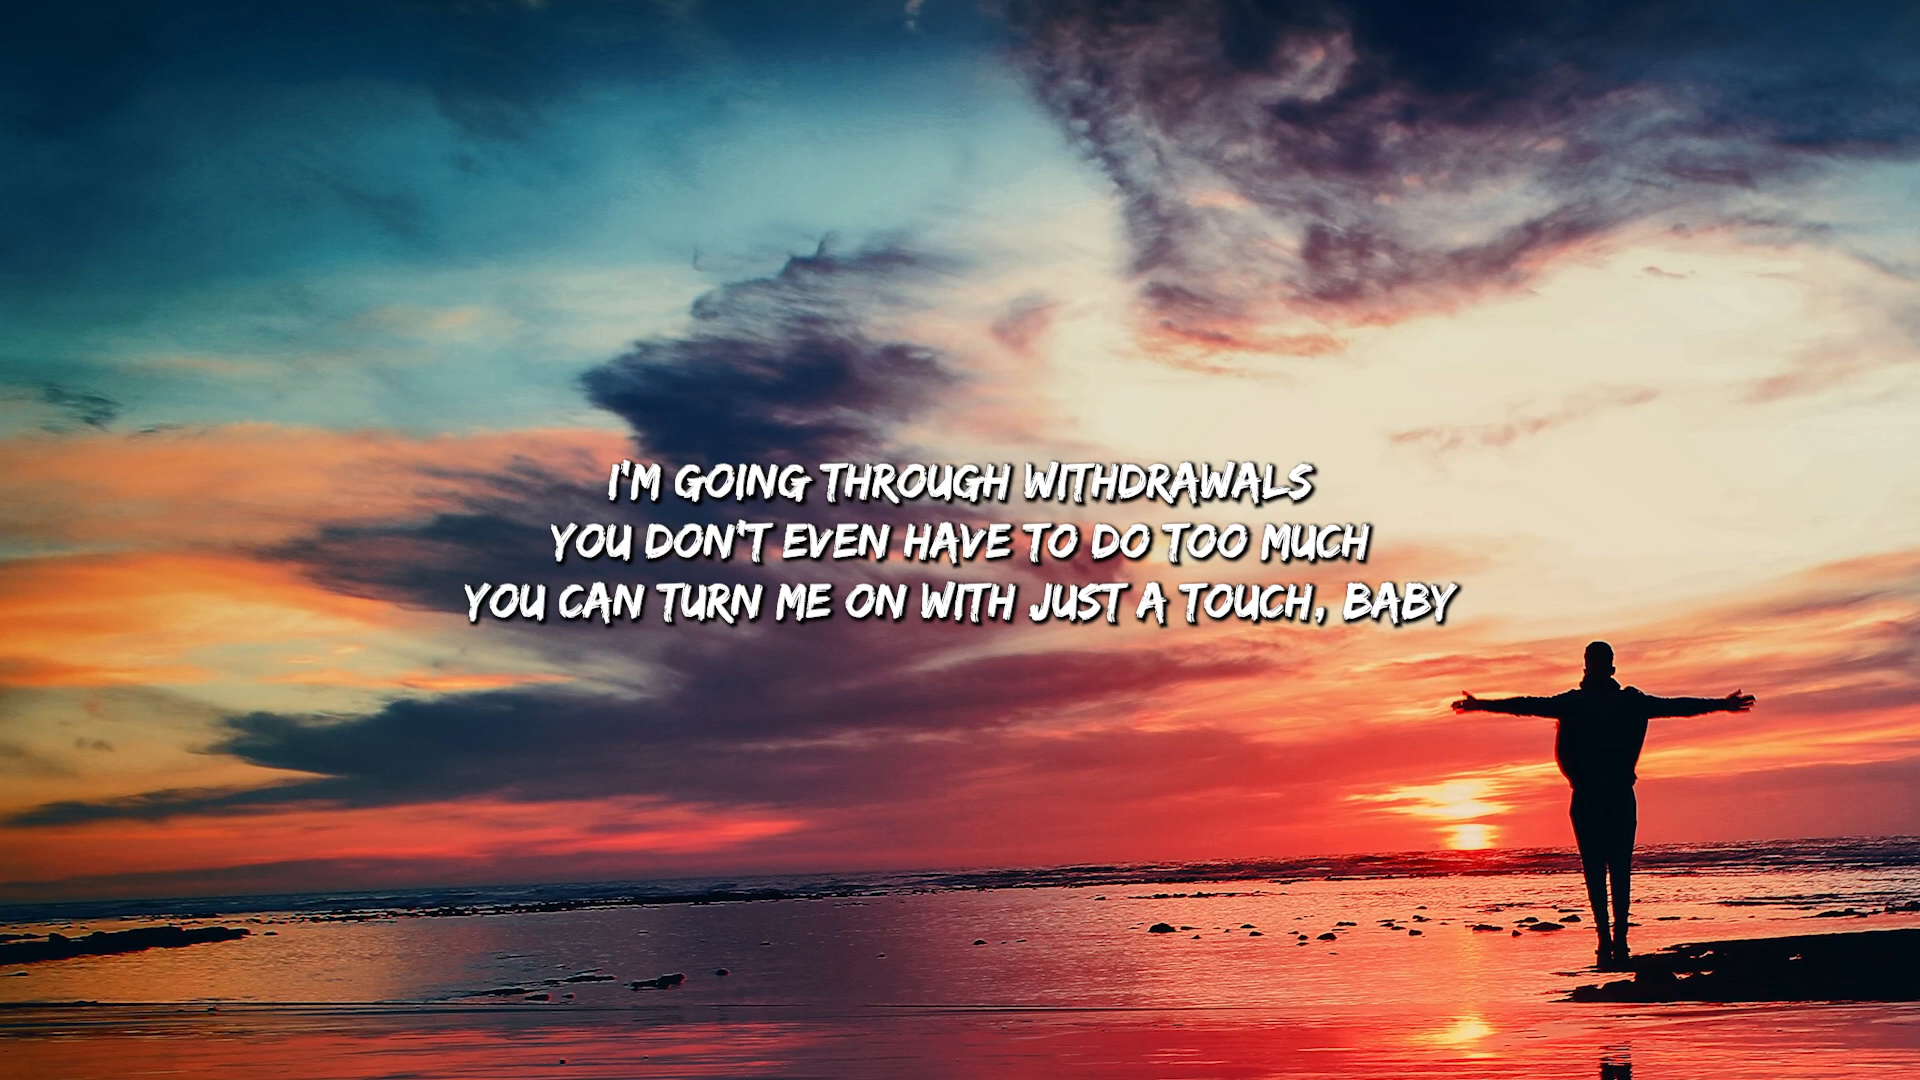 I'M GOING THROUGH WITHDRAWALS
YOU DON'T EVEN HAVE TO DO TOO MUCH
YOU CAN TURN ME ON WITH JUST A TOUCH, BABY